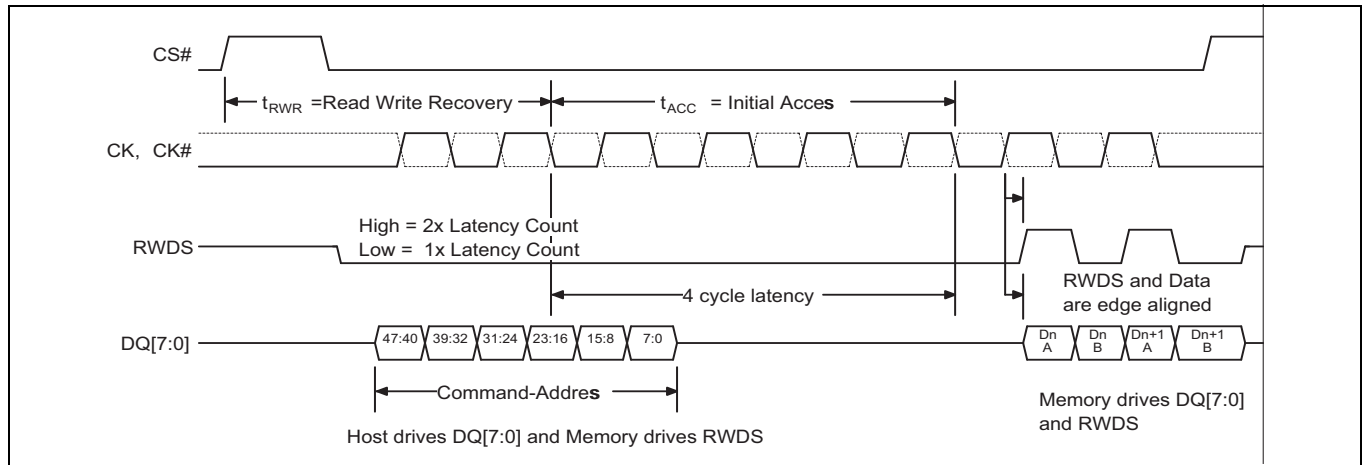 CS#
tRWR =Read Write Recovery
tACC = Initial Acces
CK, CK#
High = 2x Latency Count
Low = 1x Latency Count
RWDS
4 cycle latency
RWDS and Data
are edge aligned
DQ[7:0]
47:40 39:32 31:24 23:16 15:8 7:0
Dn A
Dn B
Dn+1 A
Dn+1 B
Command-Addres
Host drives DQ[7:0] and Memory drives RWDS
Memory drives DQ[7:0]
and RWDS